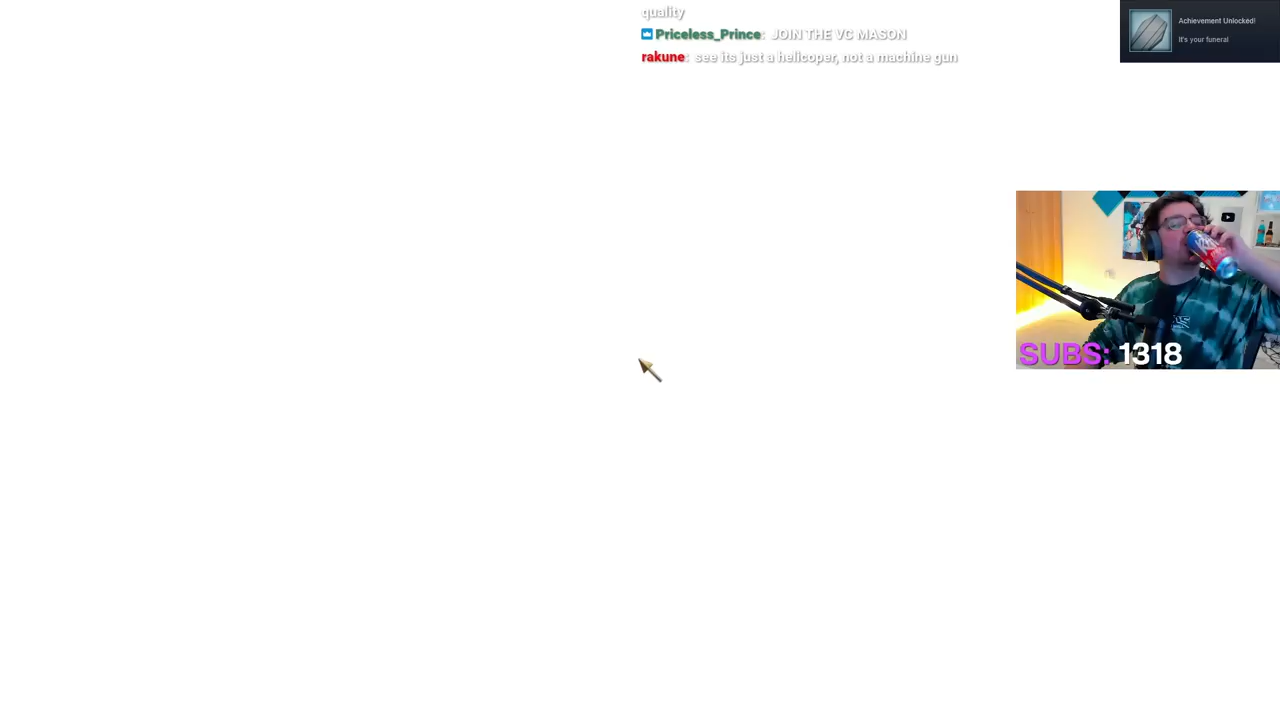 quality
Priceless_Prince: JOIN THE VC MASON
rakune: see its just a helicoper, not a machine gun
Achievement Unlocked!
It's your funeral
SUBS: 1318